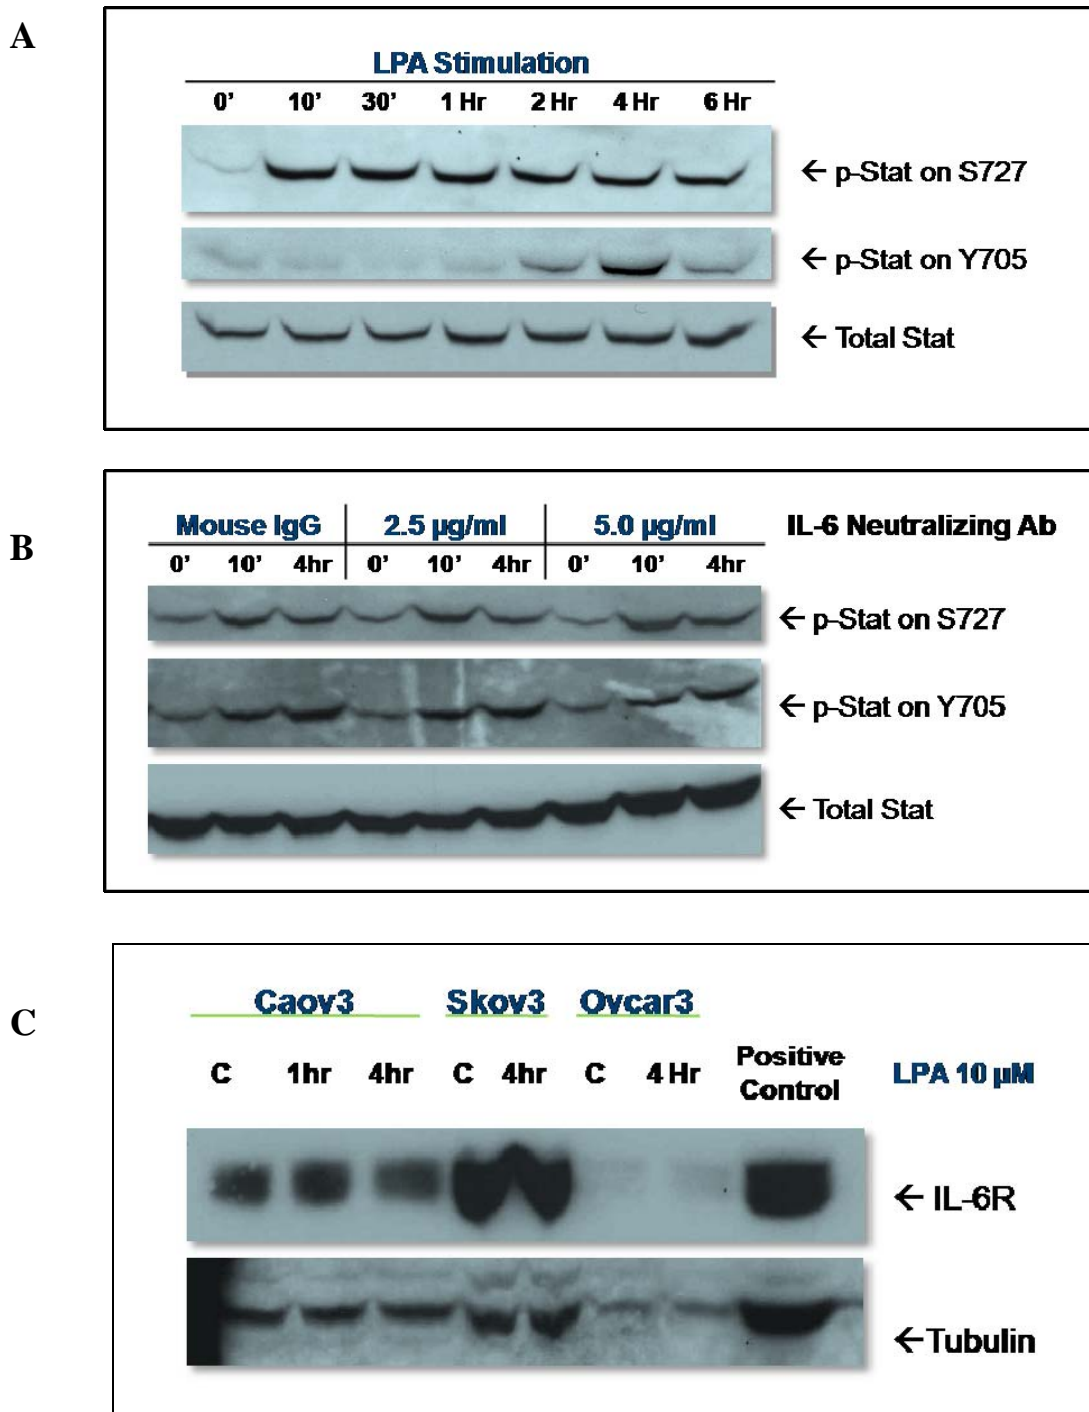 A
LPA Stimulation
0’ 10’ 30’ 1 Hr 2 Hr 4 Hr 6 Hr
← p-Stat on S727
← p-Stat on Y705
← Total Stat
B
Mouse IgG 2.5 µg/ml 5.0 µg/ml IL-6 Neutralizing Ab
0’ 10’ 4hr 0’ 10’ 4hr 0’ 10’ 4hr
← p-Stat on S727
← p-Stat on Y705
← Total Stat
C
Caov3 Skov3 Ovcar3
C 1hr 4hr C 4hr C 4 Hr Positive Control LPA 10 µM
← IL-6R
← Tubulin